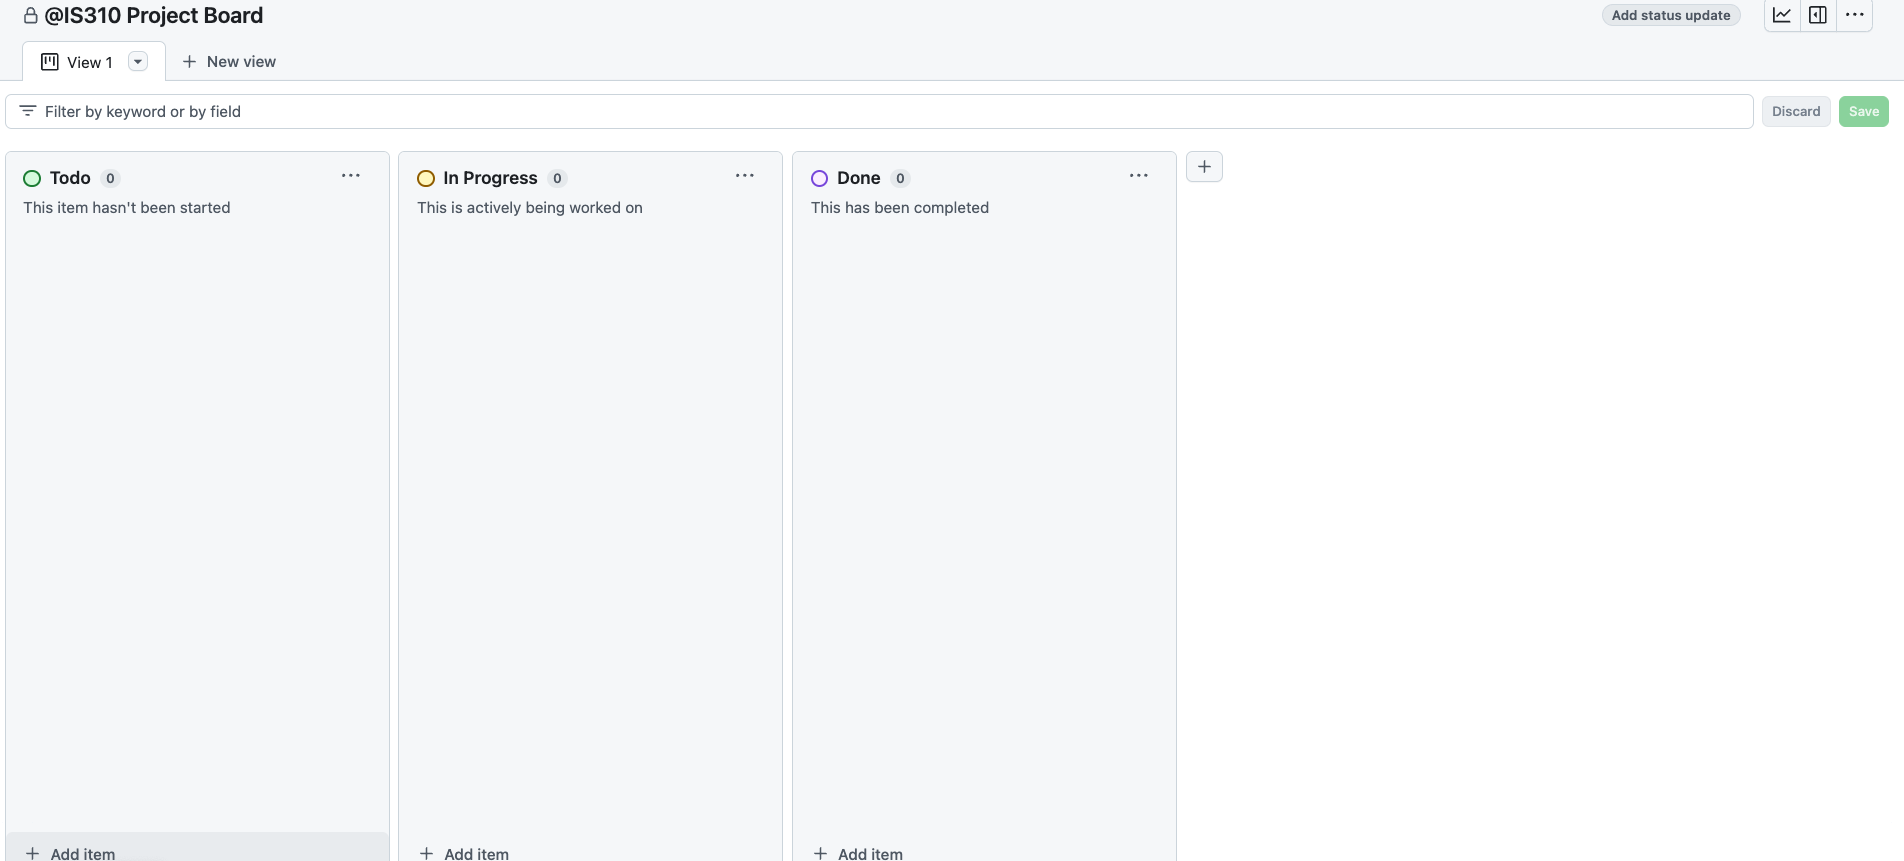 @IS310 Project Board
Add status update
View 1
New view
Filter by keyword or by field
Discard
Save
Todo 0
This item hasn't been started
In Progress 0
This is actively being worked on
Done 0
This has been completed
Add item
Add item
Add item